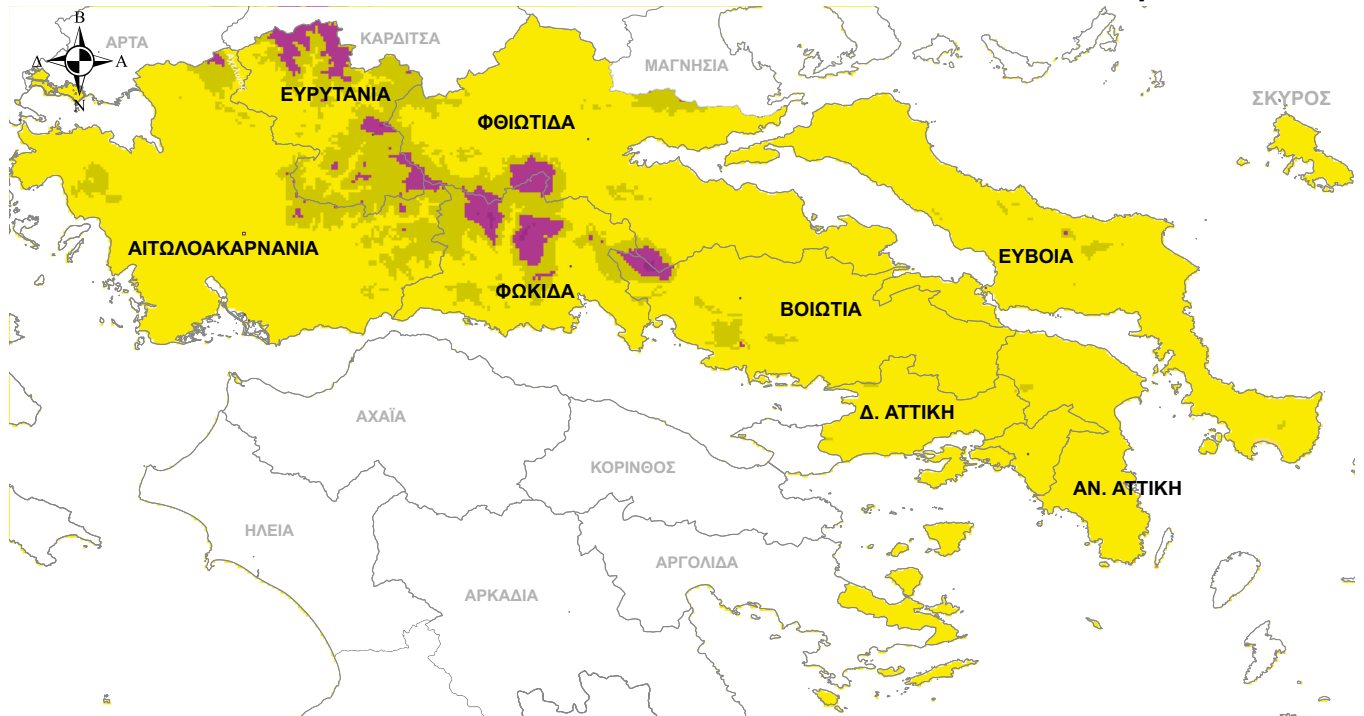 Β
Δ
Α
Ν
ΑΡΤΑ
ΚΑΡΔΙΤΣΑ
ΜΑΓΝΗΣΙΑ
ΣΚΥΡΟΣ
ΕΥΡΥΤΑΝΙΑ
ΦΘΙΩΤΙΔΑ
ΑΙΤΩΛΟΑΚΑΡΝΑΝΙΑ
ΕΥΒΟΙΑ
ΦΩΚΙΔΑ
ΒΟΙΩΤΙΑ
ΑΧΑΪΑ
Δ. ΑΤΤΙΚΗ
ΚΟΡΙΝΘΟΣ
ΑΝ. ΑΤΤΙΚΗ
ΗΛΕΙΑ
ΑΡΓΟΛΙΔΑ
ΑΡΚΑΔΙΑ